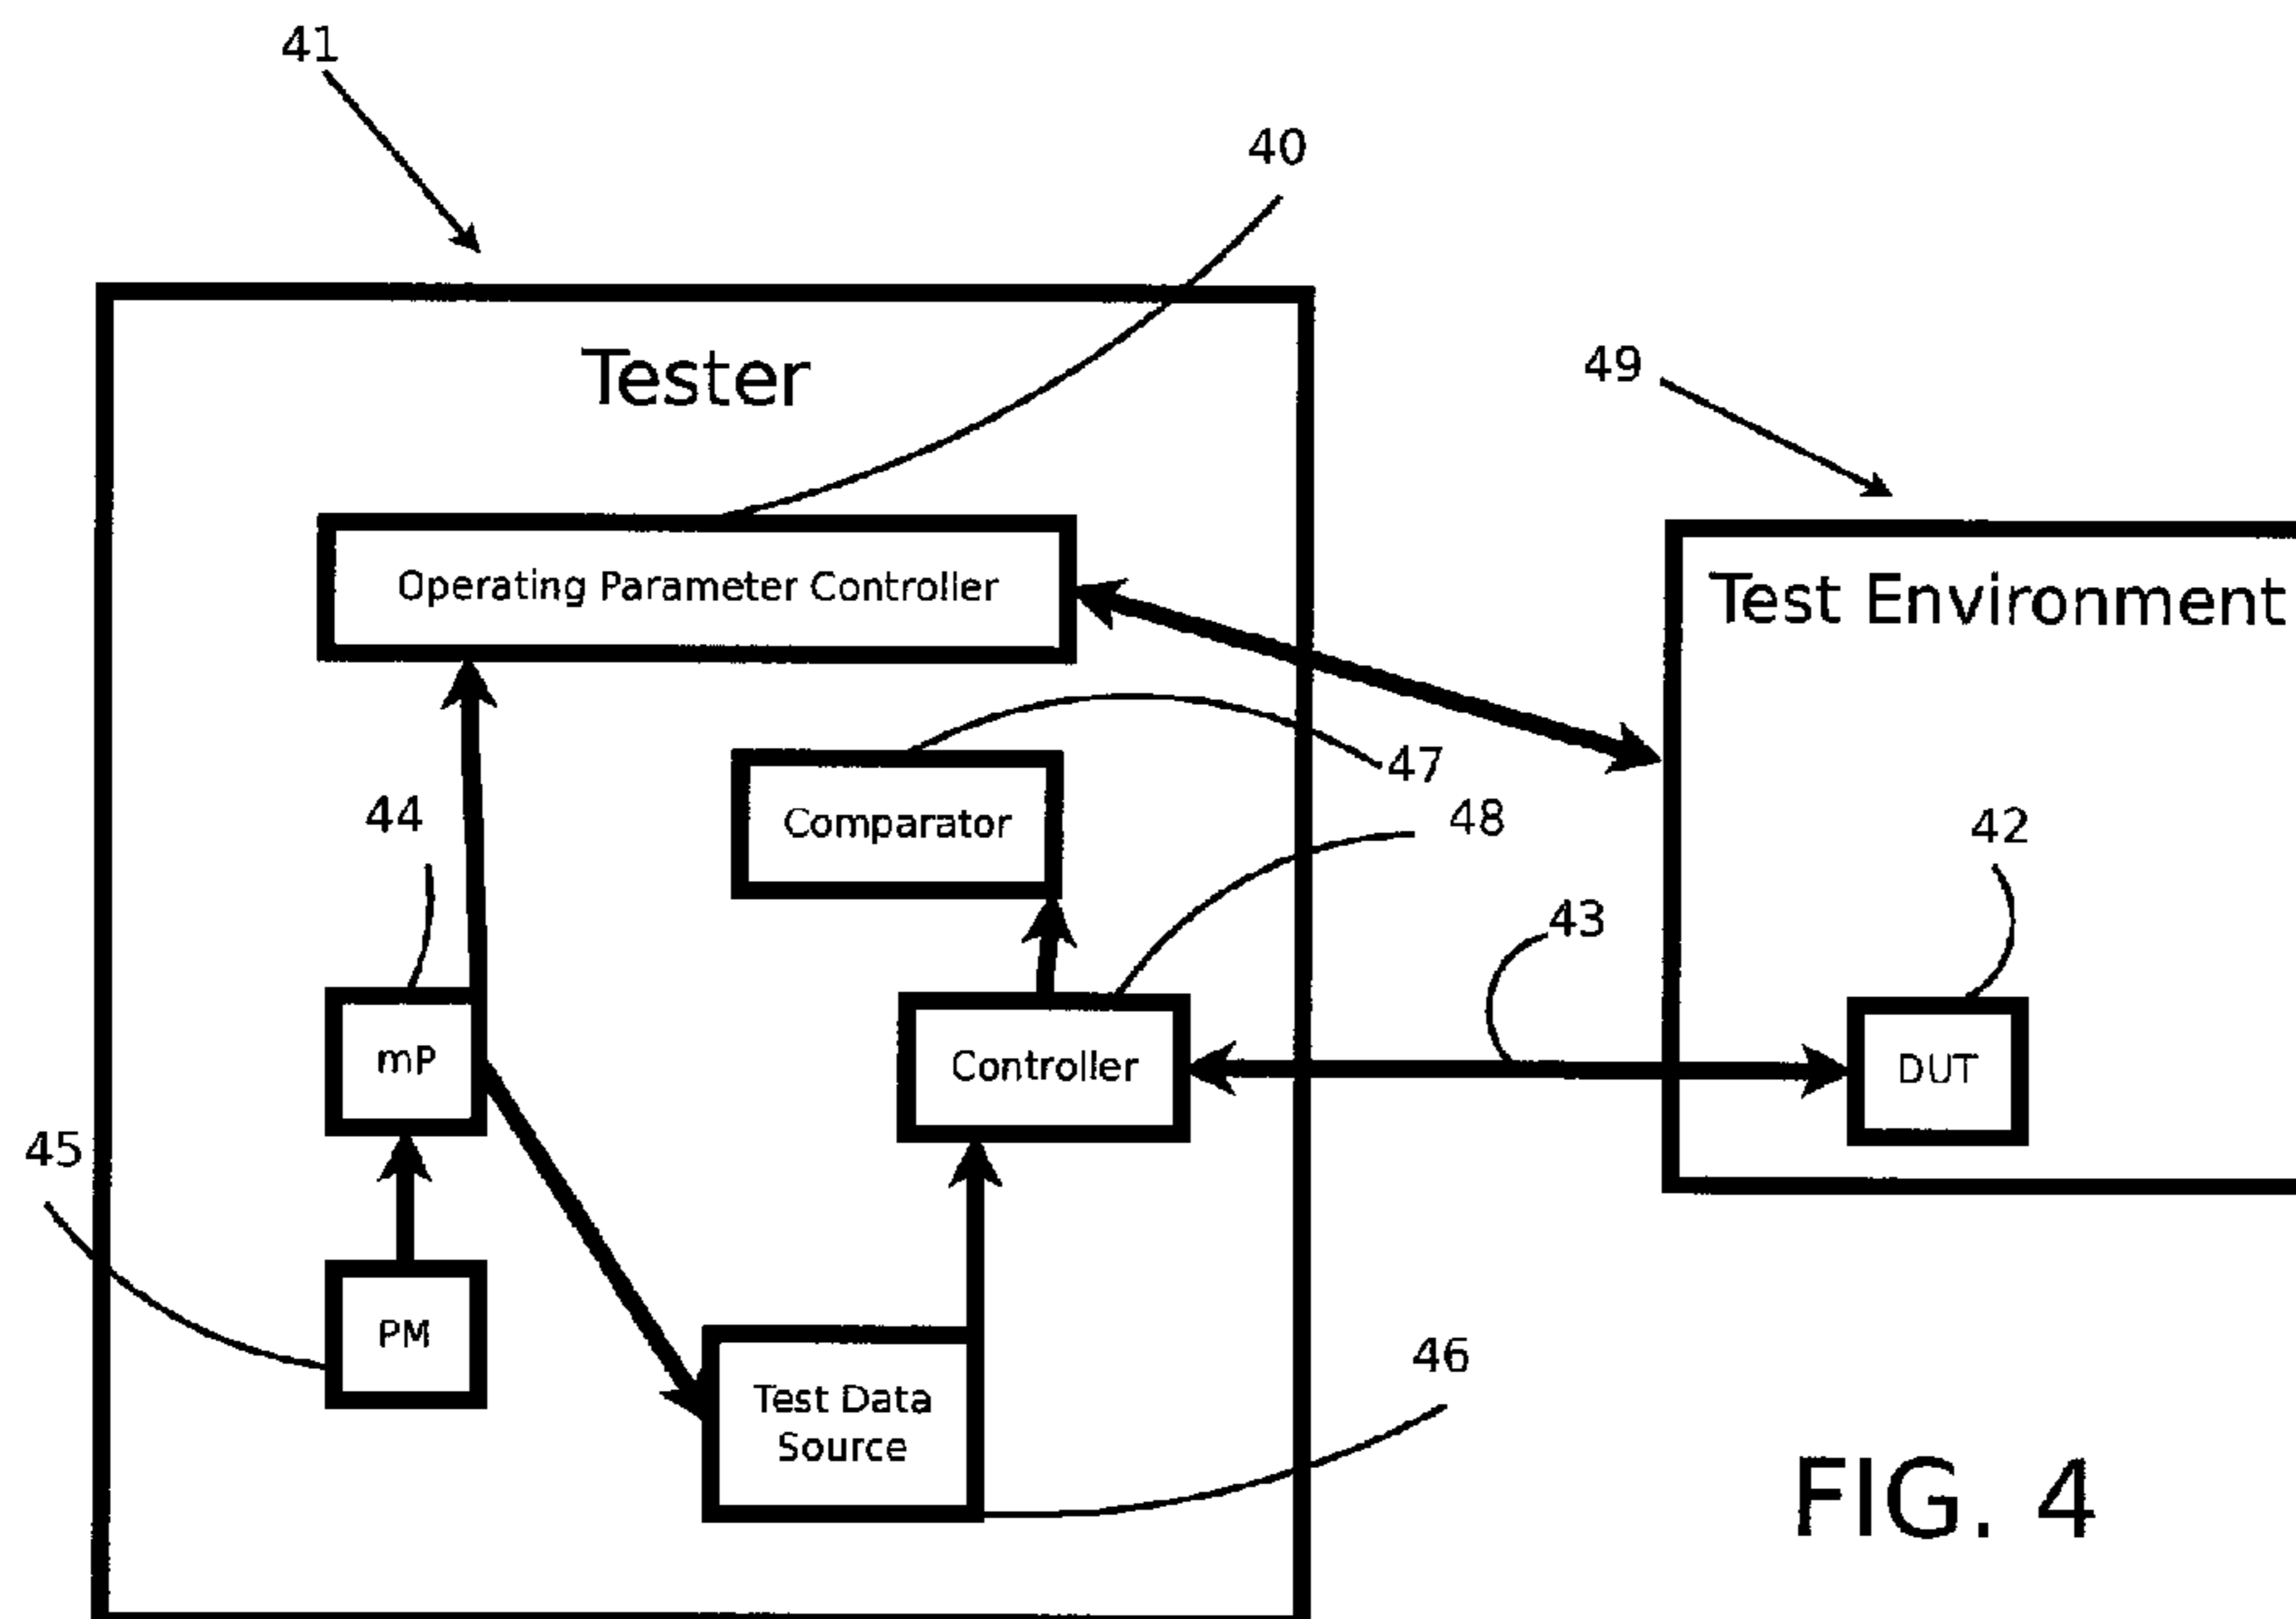 41
40
Tester
49
Operating Parameter Controller
Test Environment
47
Comparator
48
44
42
43
mP
Controller
DUT
45
PM
46
Test Data
Source
FIG. 4